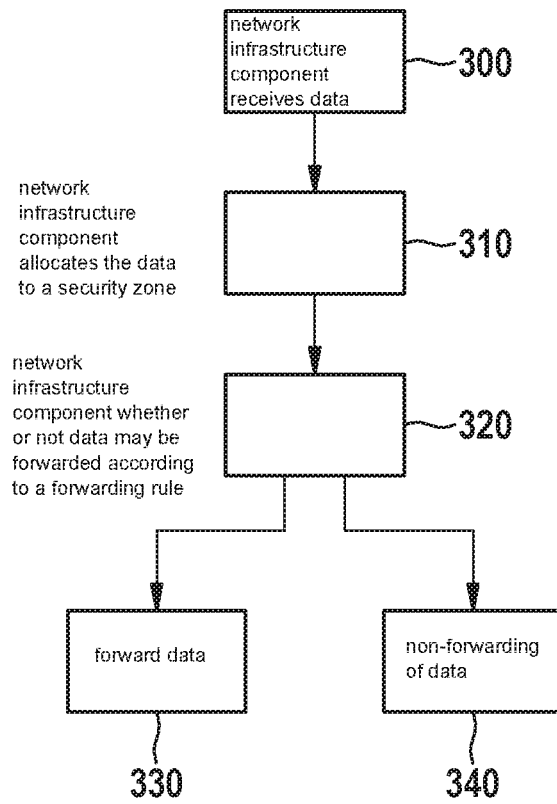 network
infrastructure
component
receives data
300
network
infrastructure
component
allocates the data
to a security zone
310
network
infrastructure
component whether
or not data may be
forwarded according
to a forwarding rule
320
forward data
non-forwarding
of data
330
340